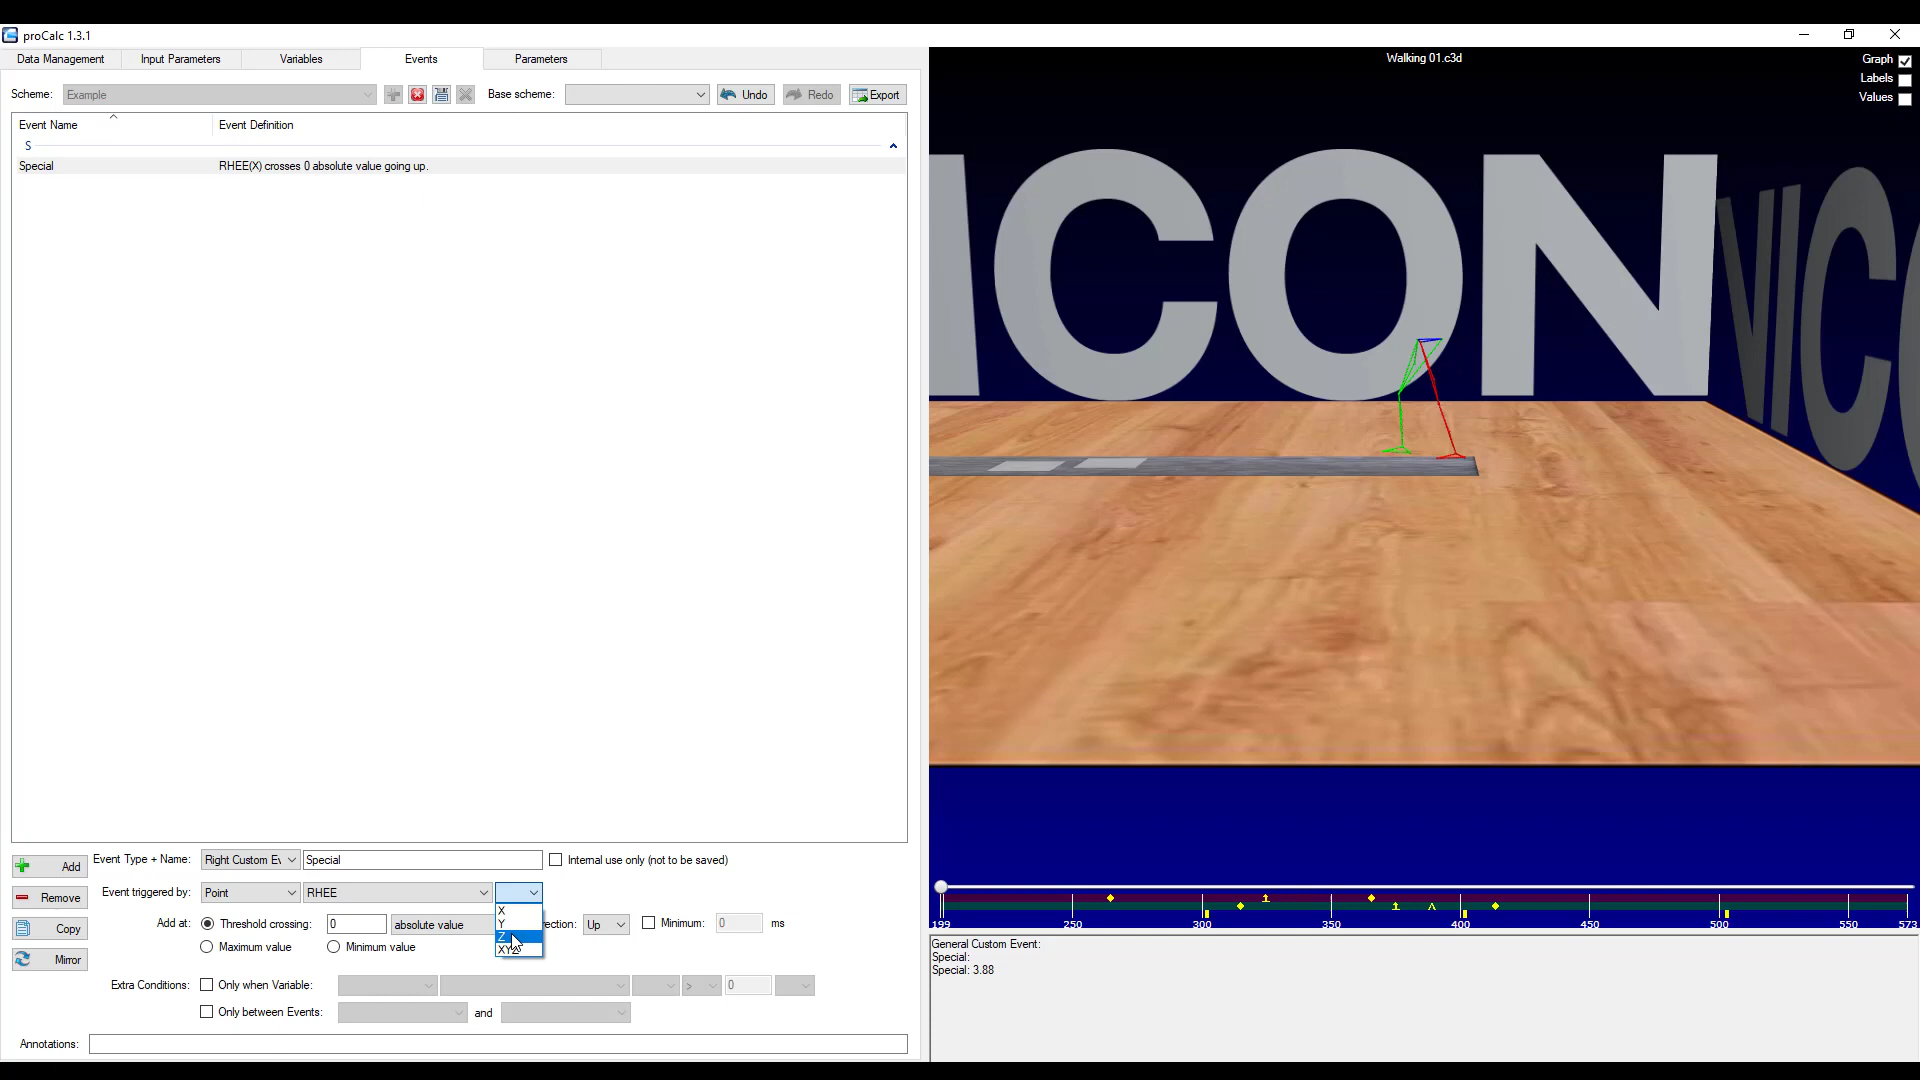 proCalc 1.3.1
Data Management Input Parameters Variables Events Parameters
Scheme: Example Base scheme: Undo Redo Export
Event Name Event Definition
S
Special RHEE(X) crosses 0 absolute value going up.
Add Event Type + Name: Right Custom Ev Special Internal use only (not to be saved)
Remove Event triggered by: Point RHEE
X
Y
Z
XYZ
Copy Add at: Threshold crossing: 0 absolute value rection: Up Minimum: 0 ms
Mirror Maximum value Minimum value
Extra Conditions: Only when Variable: > 0
Only between Events: and
Annotations:
Walking 01.c3d
Graph
Labels
Values
ICON
VICO
199 250 300 350 400 450 500 550 573
General Custom Event:
Special:
Special: 3.88